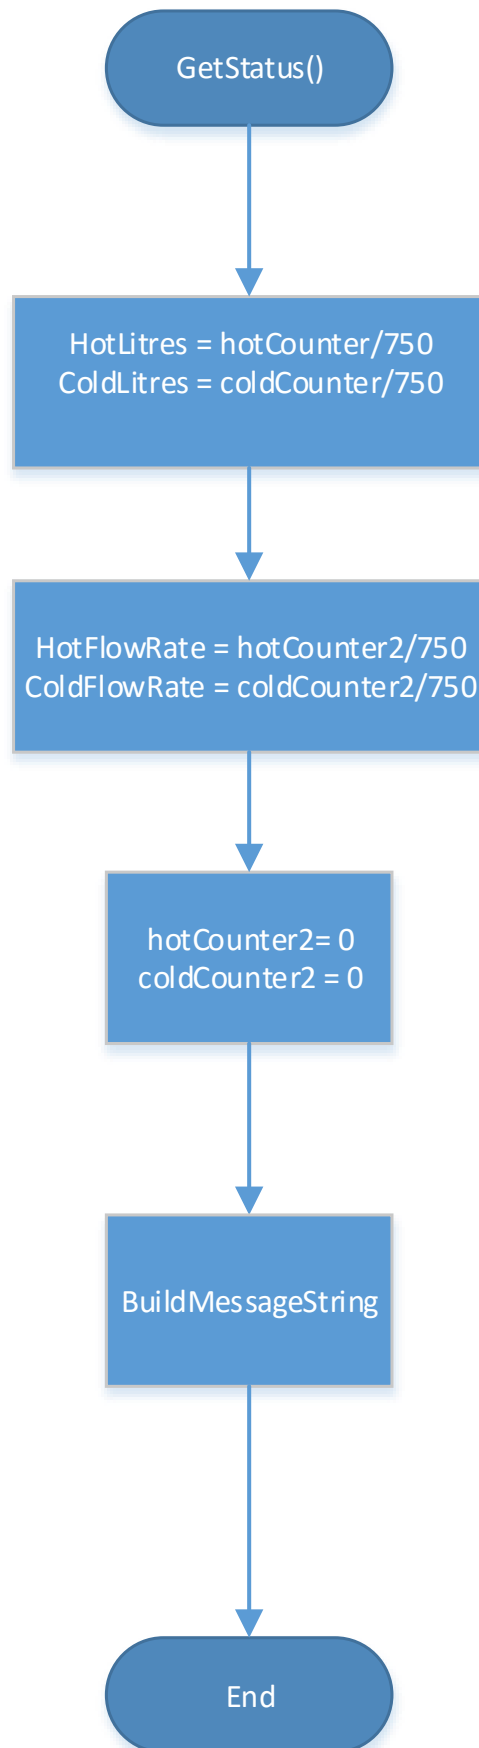 GetStatus()
HotLitres = hotCounter/750
ColdLitres = coldCounter/750
HotFlowRate = hotCounter2/750
ColdFlowRate = coldCounter2/750
hotCounter2= 0
coldCounter2 = 0
BuildMessageString
End